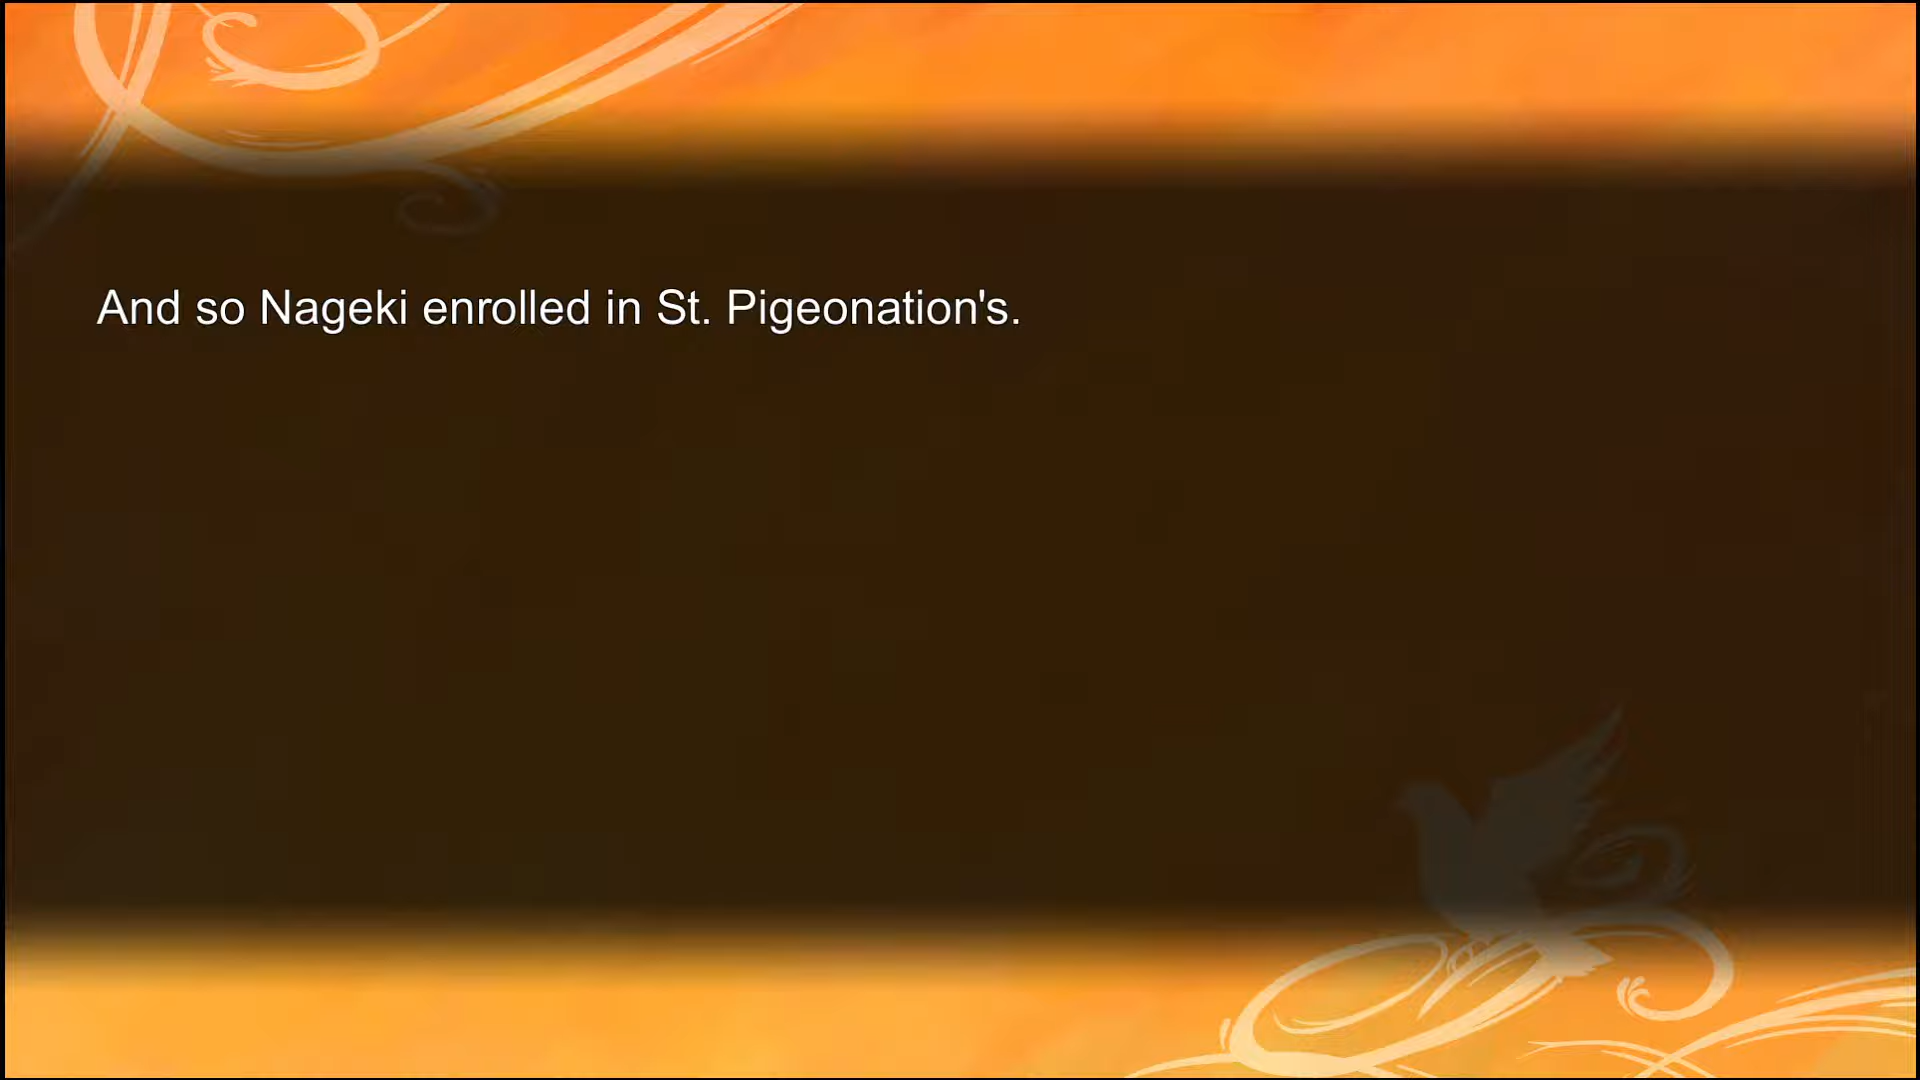 And so Nageki enrolled in St. Pigeonation's.